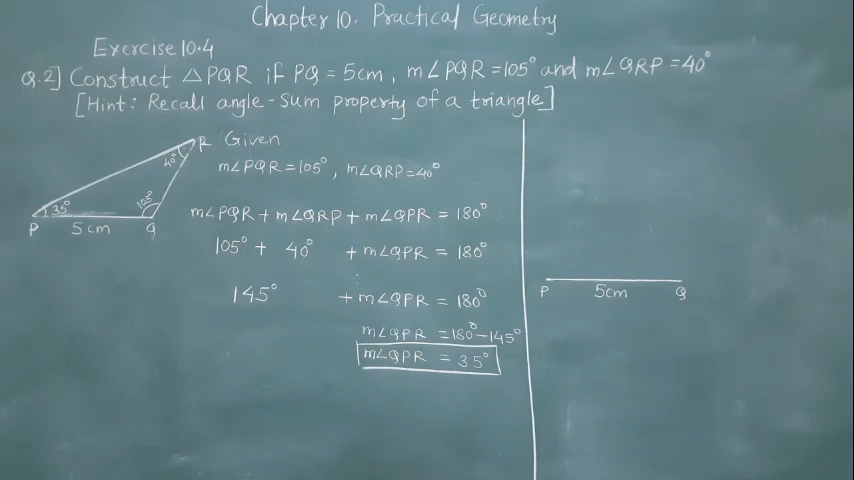 Chapter 10. Practical Geometry
Exercise 10.4
Q.2] Construct △PQR if PQ = 5cm, m∠PQR = 105° and m∠QRP = 40°
[Hint: Recall angle-sum property of a triangle]
R
40°
105°
35°
P 5cm Q
Given
m∠PQR = 105°, m∠QRP = 40°
m∠PQR + m∠QRP + m∠QPR = 180°
105° + 40° + m∠QPR = 180°
145° + m∠QPR = 180°
m∠QPR = 180° - 145°
m∠QPR = 35°
P 5cm Q